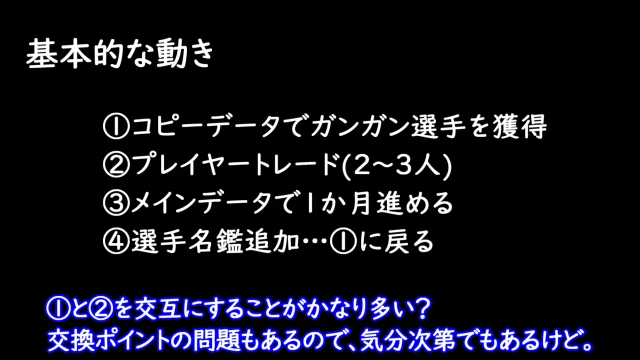 基本的な動き
①コピーデータでガンガン選手を獲得
②プレイヤートレード(2～3人)
③メインデータで1か月進める
④選手名鑑追加…①に戻る
①と②を交互にすることがかなり多い?
交換ポイントの問題もあるので、気分次第でもあるけど。